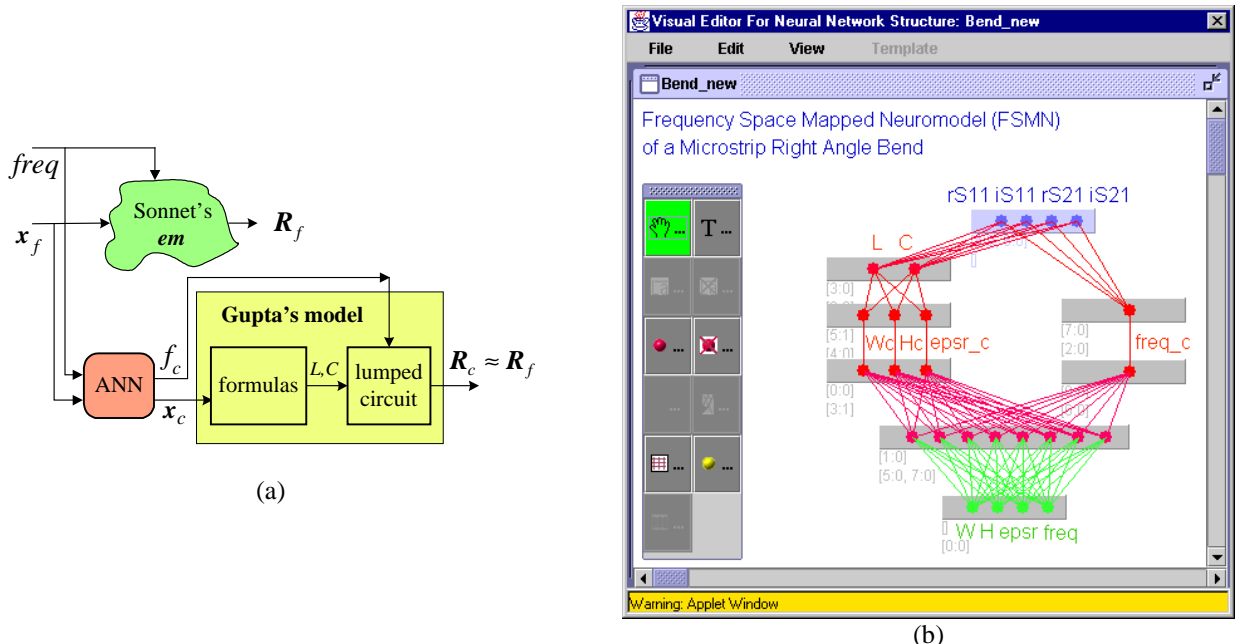 freq
x_f
Sonnet's
em
R_f
Gupta's model
ANN
f_c
x_c
formulas
L,C
lumped
circuit
R_c ≈ R_f
(a)
Visual Editor For Neural Network Structure: Bend_new
File Edit View Template
Bend_new
Frequency Space Mapped Neuromodel (FSMN)
of a Microstrip Right Angle Bend
rS11 iS11 rS21 iS21
L C
[3:0]
[5:1]
[4:0]
[7:0]
[2:0]
Wc Hc epsr_c
freq_c
[0:0]
[3:1]
[1:0]
[5:0, 7:0]
W H epsr freq
[0:0]
T ...
Warning: Applet Window
(b)